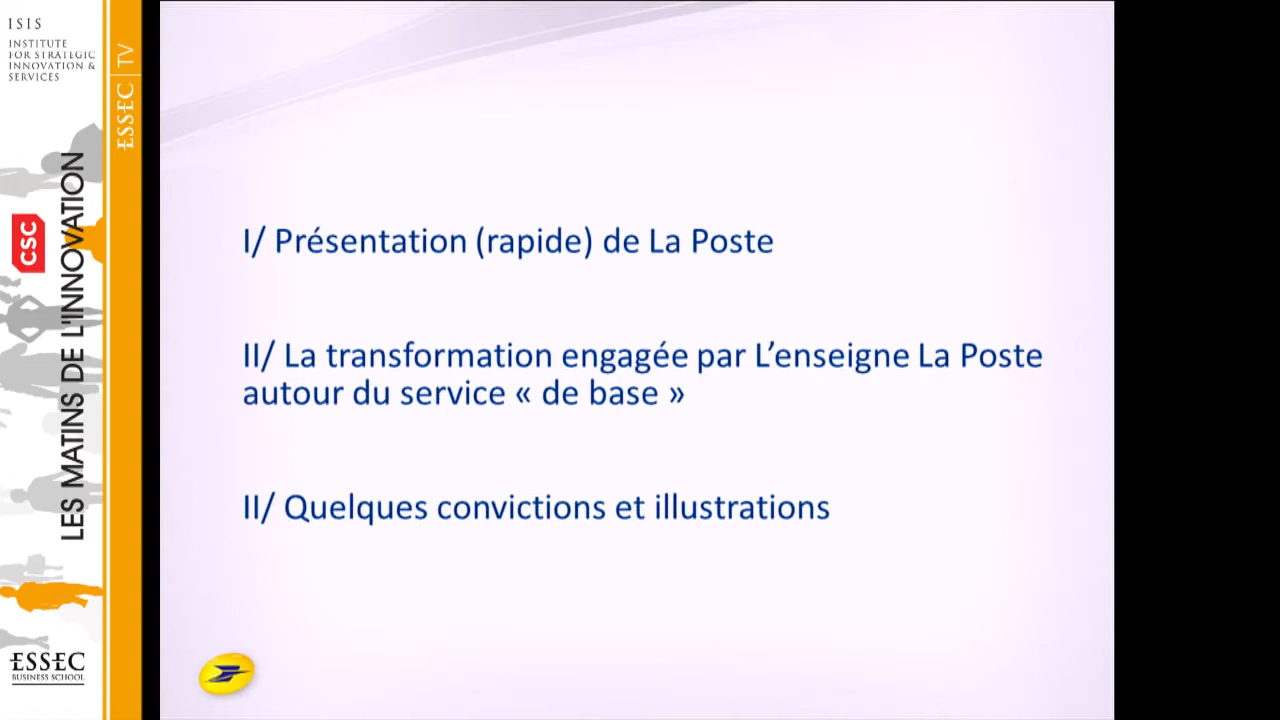 ISIS
INSTITUTE
FOR STRATEGIC
INNOVATION &
SERVICES
ESSEC | TV
CSC
LES MATINS DE L'INNOVATION
ESSEC
BUSINESS SCHOOL
I/ Présentation (rapide) de La Poste
II/ La transformation engagée par L’enseigne La Poste
autour du service « de base »
II/ Quelques convictions et illustrations